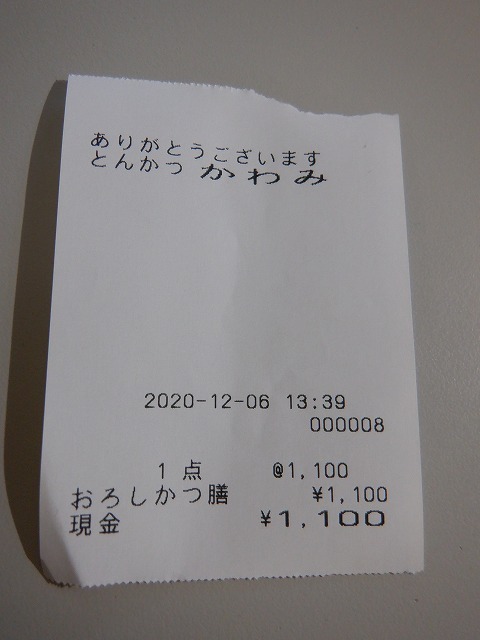 ありがとうございます
とんかつ かわみ
2020-12-06 13:39
000008
1点 @1,100
おろしかつ膳 ¥1,100
現金 ¥1,100